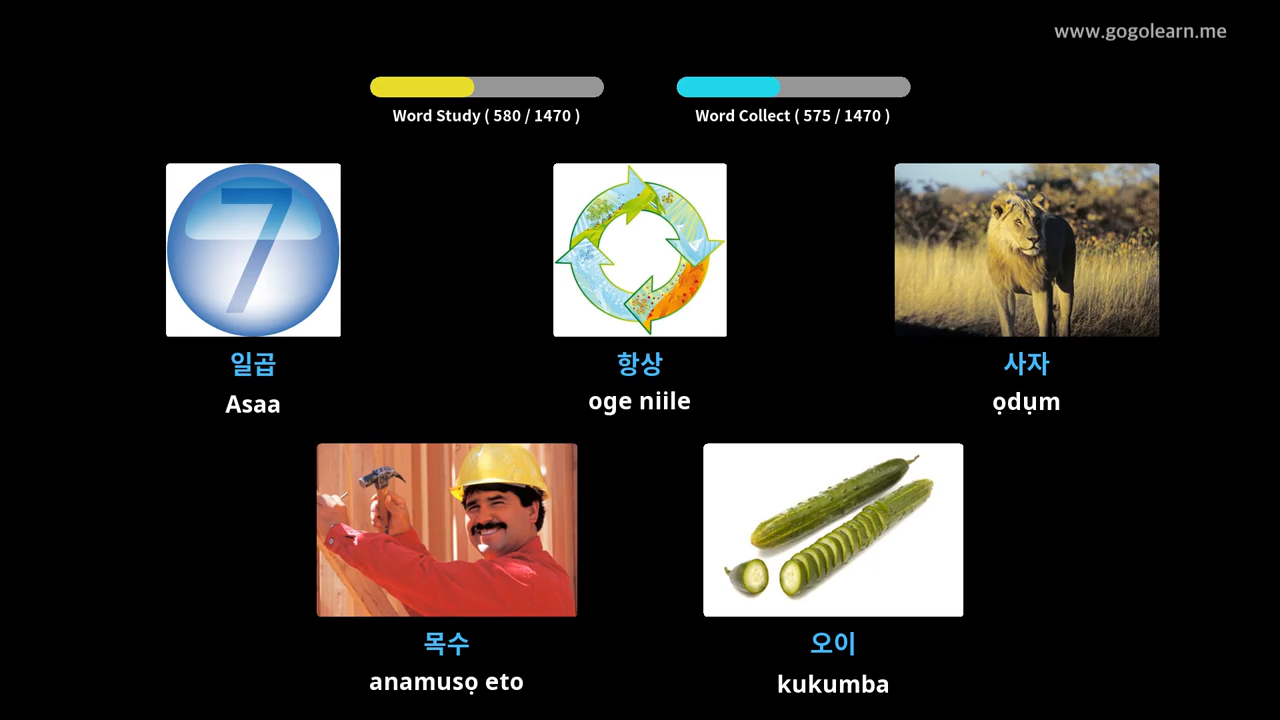 www.gogolearn.me
Word Study ( 580 / 1470 )
Word Collect ( 575 / 1470 )
7
일곱
Asaa
항상
oge niile
사자
ọdụm
목수
anamusọ eto
오이
kukumba